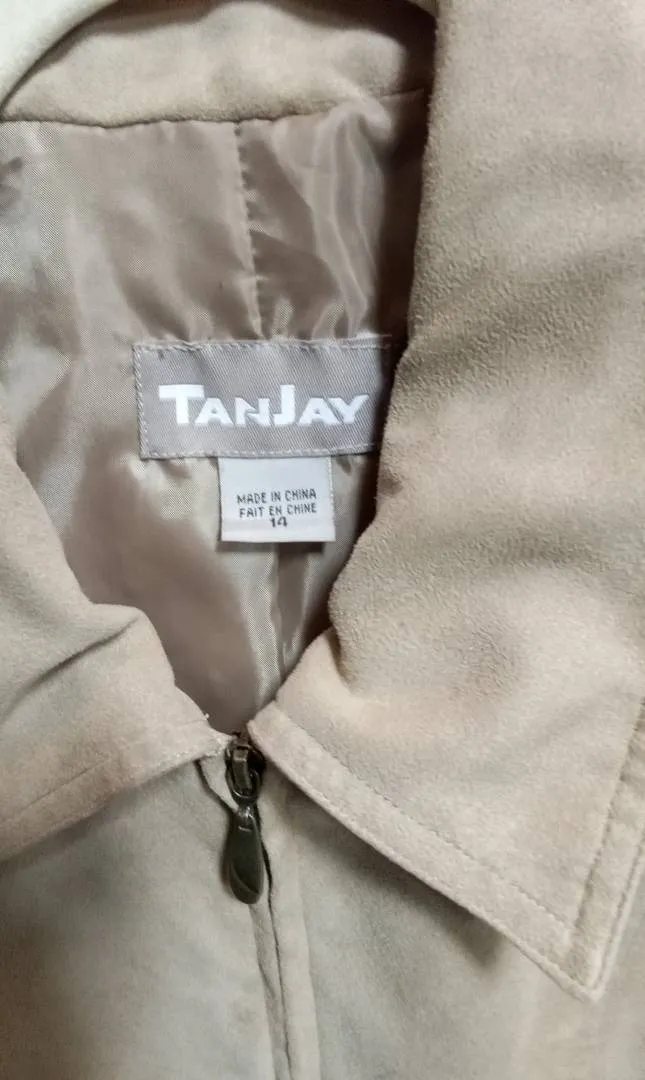 TANJAY
MADE IN CHINA
FAIT EN CHINE
14